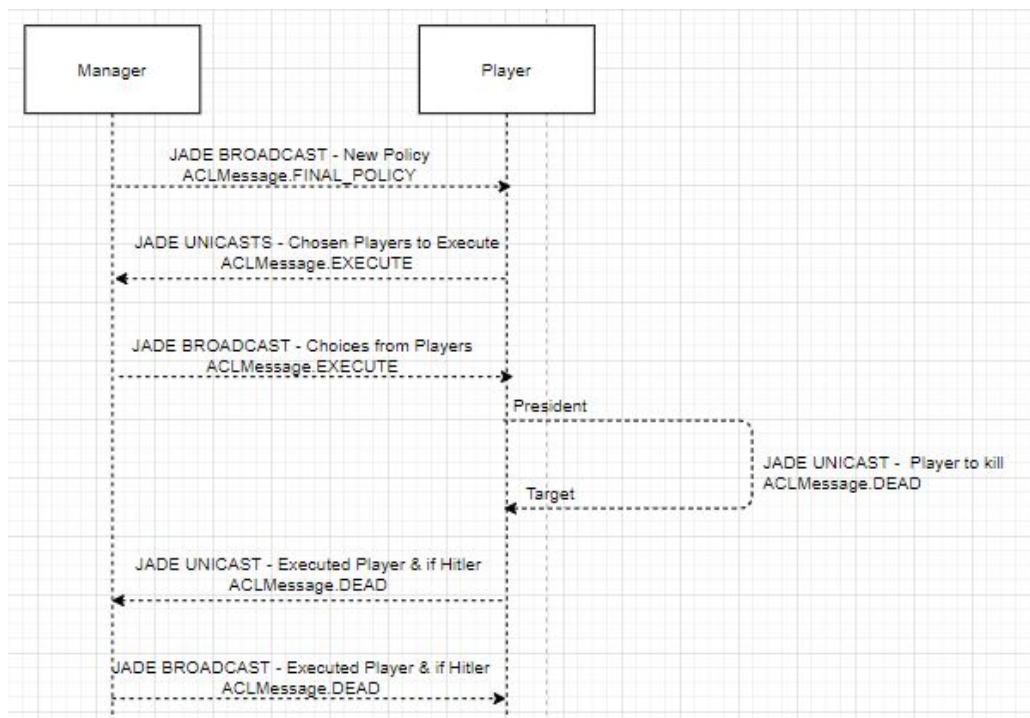 Manager
Player
JADE BROADCAST - New Policy
ACLMessage.FINAL_POLICY
JADE UNICASTS - Chosen Players to Execute
ACLMessage.EXECUTE
JADE BROADCAST - Choices from Players
ACLMessage.EXECUTE
President
JADE UNICAST - Player to kill
ACLMessage.DEAD
Target
JADE UNICAST - Executed Player & if Hitler
ACLMessage.DEAD
JADE BROADCAST - Executed Player & if Hitler
ACLMessage.DEAD